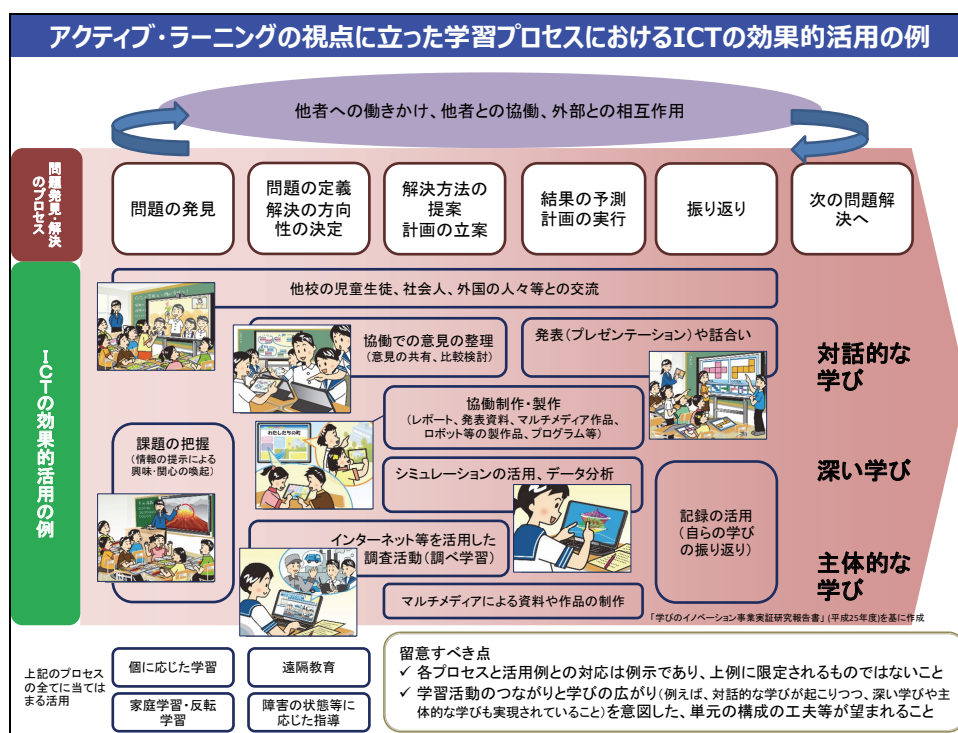 アクティブ・ラーニングの視点に立った学習プロセスにおけるICTの効果的活用の例
他者への働きかけ、他者との協働、外部との相互作用
問題発見・解決
のプロセス
問題の発見
問題の定義
解決の方向
性の決定
解決方法の
提案
計画の立案
結果の予測
計画の実行
振り返り
次の問題解
決へ
ICTの効果的活用の例
他校の児童生徒、社会人、外国の人々等との交流
協働での意見の整理
(意見の共有、比較検討)
発表(プレゼンテーション)や話合い
協働制作・製作
(レポート、発表資料、マルチメディア作品、
ロボット等の製作品、プログラム等)
わたしたちの町
課題の把握
(情報の提示による
興味・関心の喚起)
シミュレーションの活用、データ分析
インターネット等を活用した
調査活動(調べ学習)
マルチメディアによる資料や作品の制作
記録の活用
(自らの学び
の振り返り)
対話的な
学び
深い学び
主体的な
学び
「学びのイノベーション事業実証研究報告書」(平成25年度)を基に作成
上記のプロセス
の全てに当ては
まる活用
個に応じた学習
遠隔教育
家庭学習・反転
学習
障害の状態等に
応じた指導
留意すべき点
✓ 各プロセスと活用例との対応は例示であり、上例に限定されるものではないこと
✓ 学習活動のつながりと学びの広がり(例えば、対話的な学びが起こりつつ、深い学びや主
体的な学びも実現されていること)を意図した、単元の構成の工夫等が望まれること